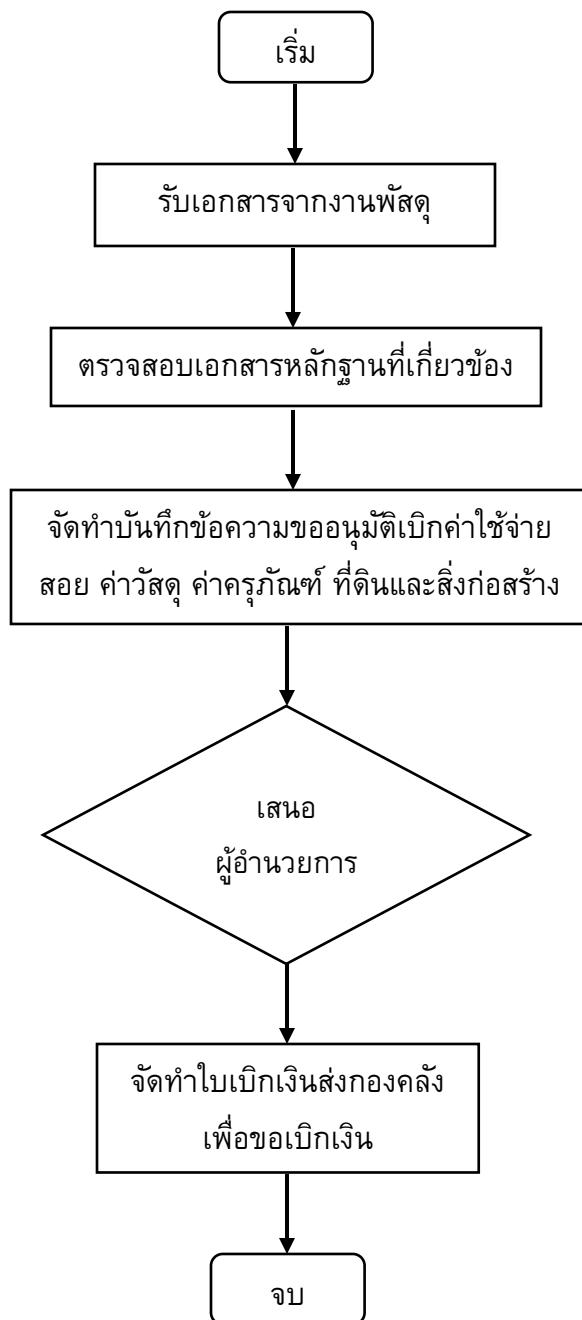 เริ่ม
รับเอกสารจากงานพัสดุ
ตรวจสอบเอกสารหลักฐานที่เกี่ยวข้อง
จัดทำบันทึกข้อความขออนุมัติเบิกค่าใช้จ่าย
สอย ค่าวัสดุ ค่าครุภัณฑ์ ที่ดินและสิ่งก่อสร้าง
เสนอ
ผู้อำนวยการ
จัดทำใบเบิกเงินส่งกองคลัง
เพื่อขอเบิกเงิน
จบ